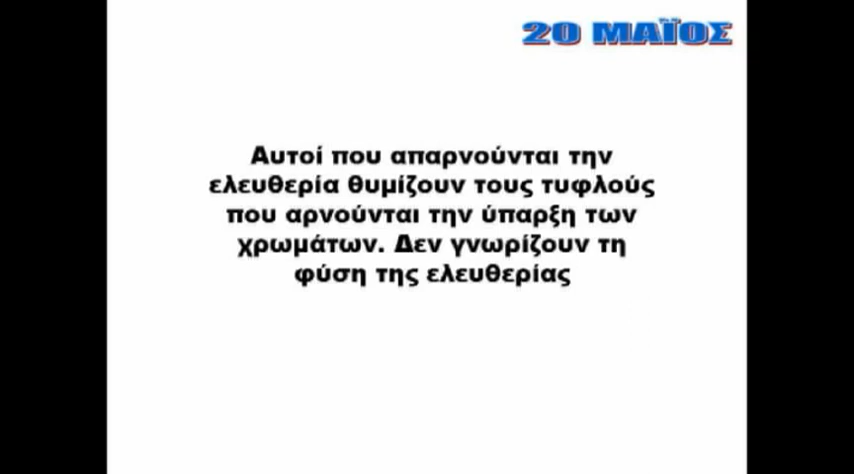 20 ΜΑΪΟΣ
Αυτοί που απαρνούνται την
ελευθερία θυμίζουν τους τυφλούς
που αρνούνται την ύπαρξη των
χρωμάτων. Δεν γνωρίζουν τη
φύση της ελευθερίας